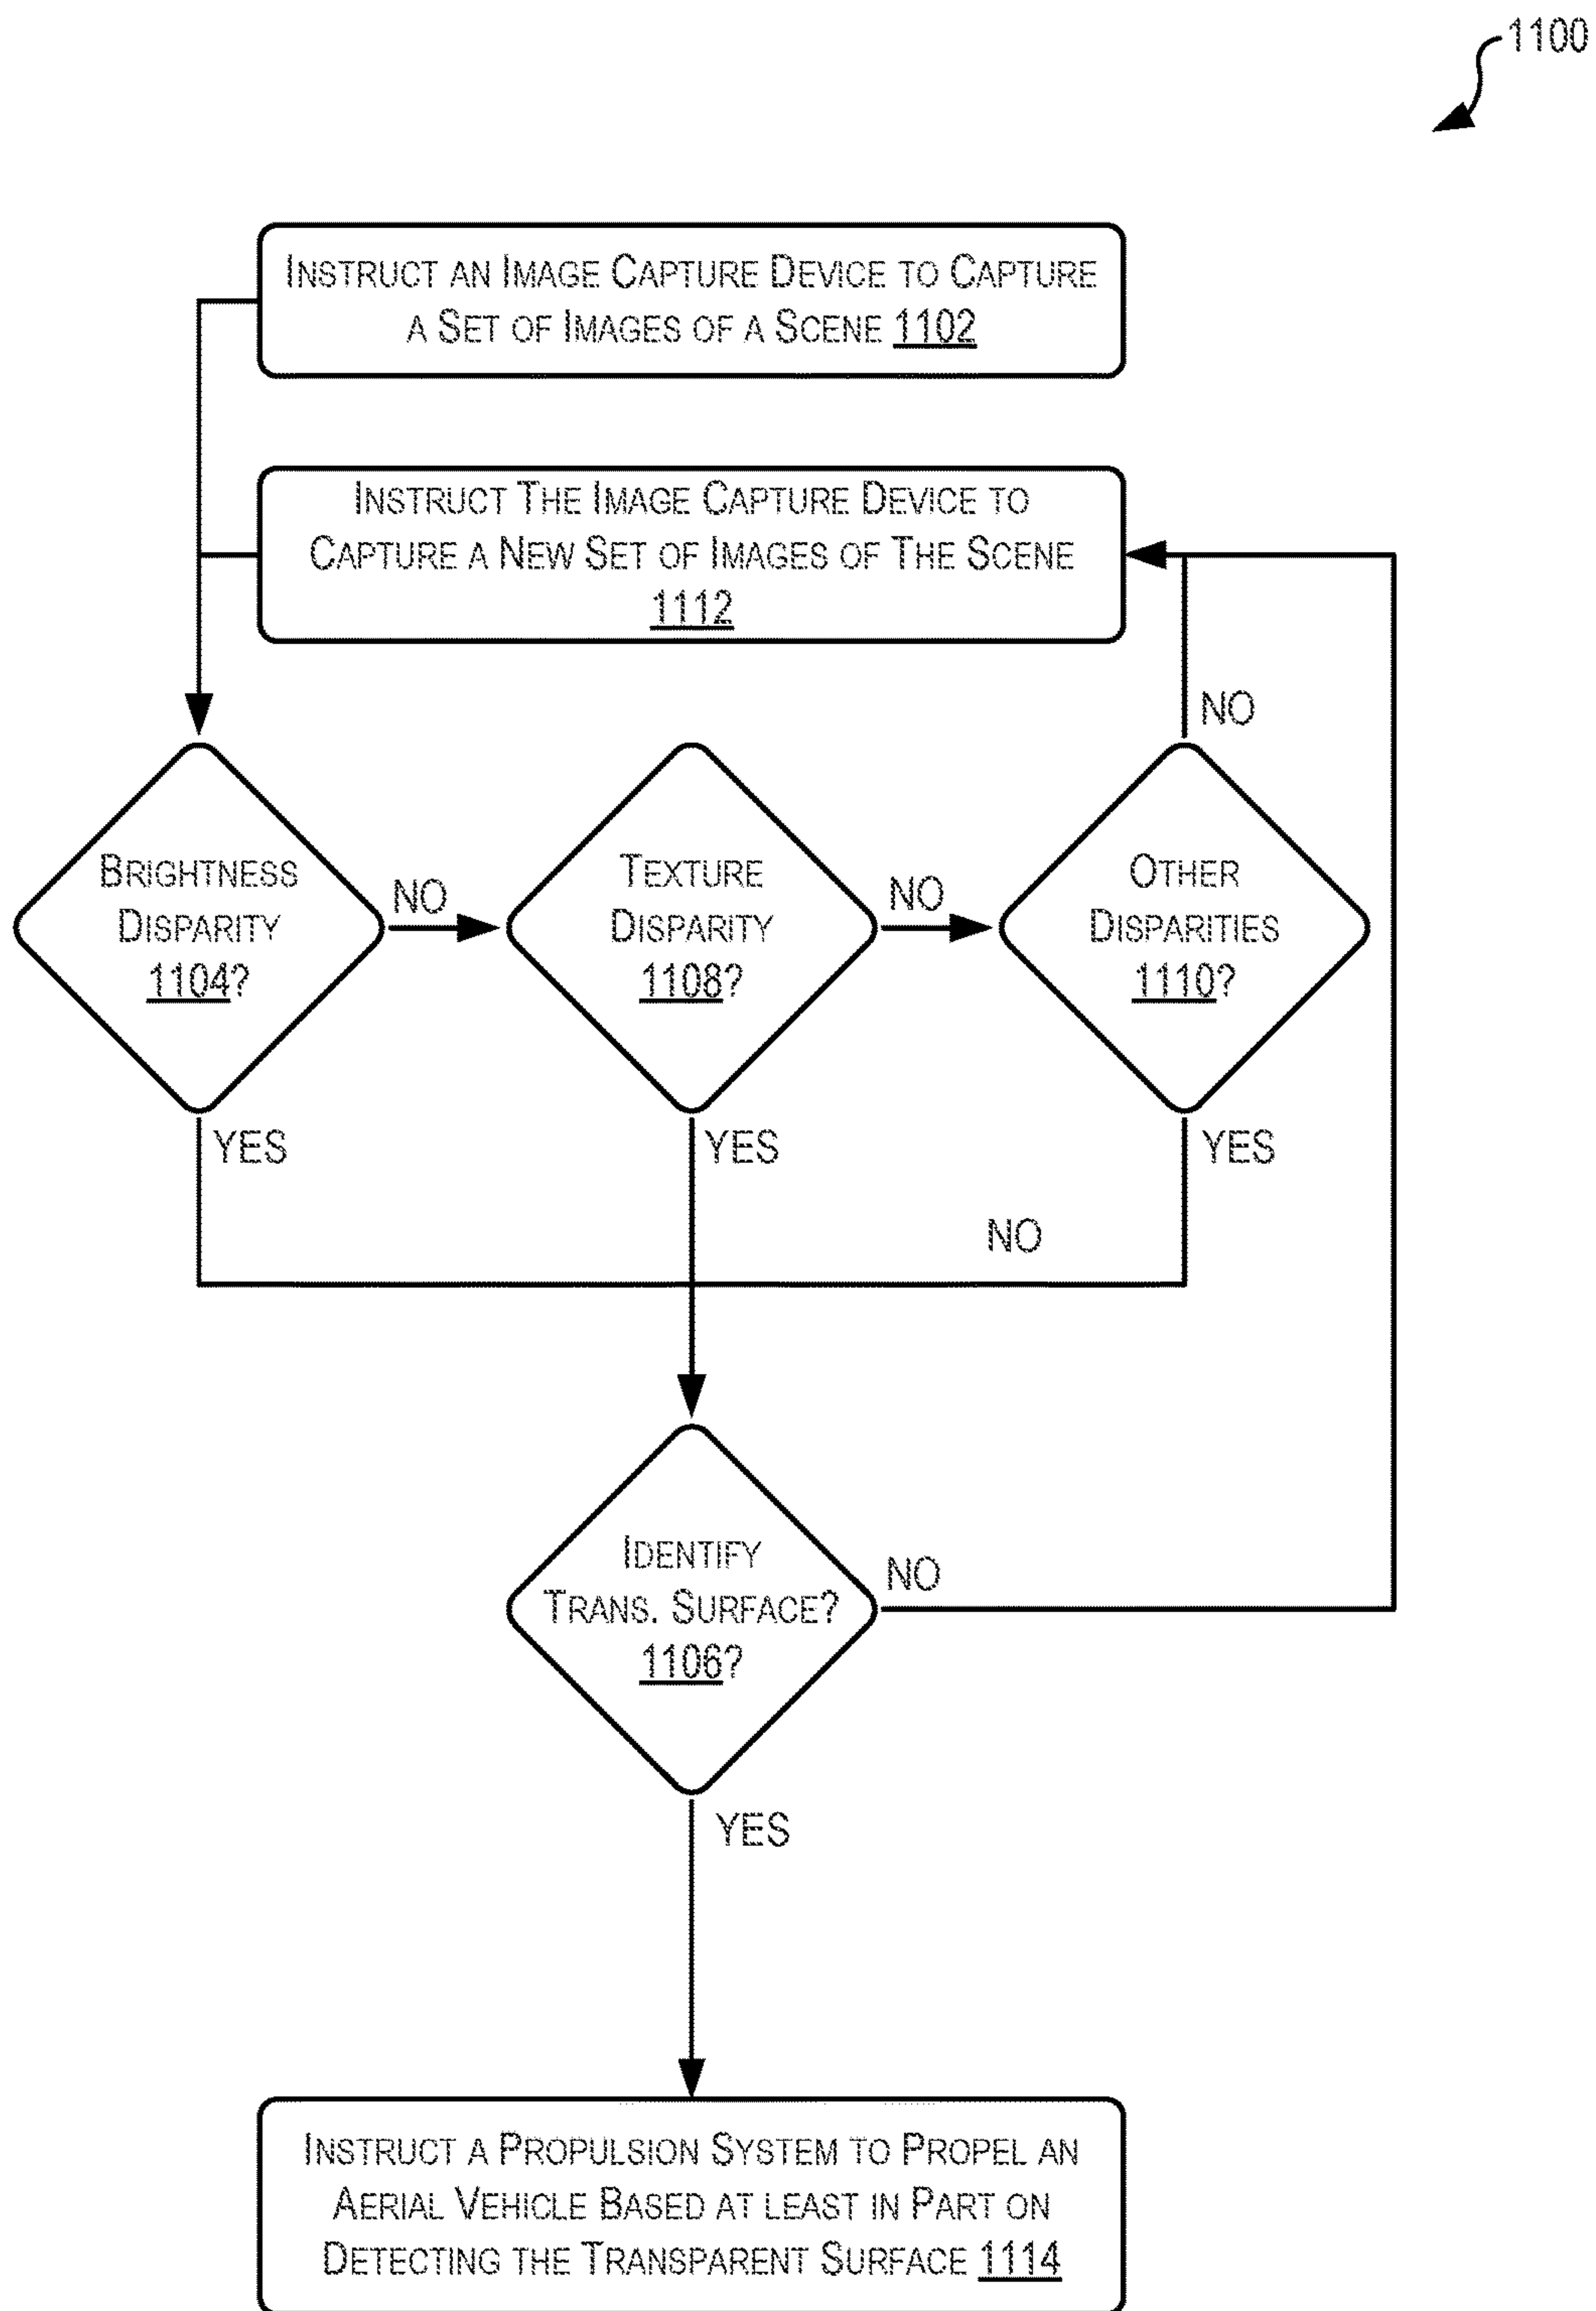 1100
INSTRUCT AN IMAGE CAPTURE DEVICE TO CAPTURE
A SET OF IMAGES OF A SCENE 1102
INSTRUCT THE IMAGE CAPTURE DEVICE TO
CAPTURE A NEW SET OF IMAGES OF THE SCENE
1112
NO
BRIGHTNESS
DISPARITY
1104?
NO
TEXTURE
DISPARITY
1108?
NO
OTHER
DISPARITIES
1110?
YES
YES
YES
NO
IDENTIFY
TRANS. SURFACE?
1106?
NO
YES
INSTRUCT A PROPULSION SYSTEM TO PROPEL AN
AERIAL VEHICLE BASED AT LEAST IN PART ON
DETECTING THE TRANSPARENT SURFACE 1114